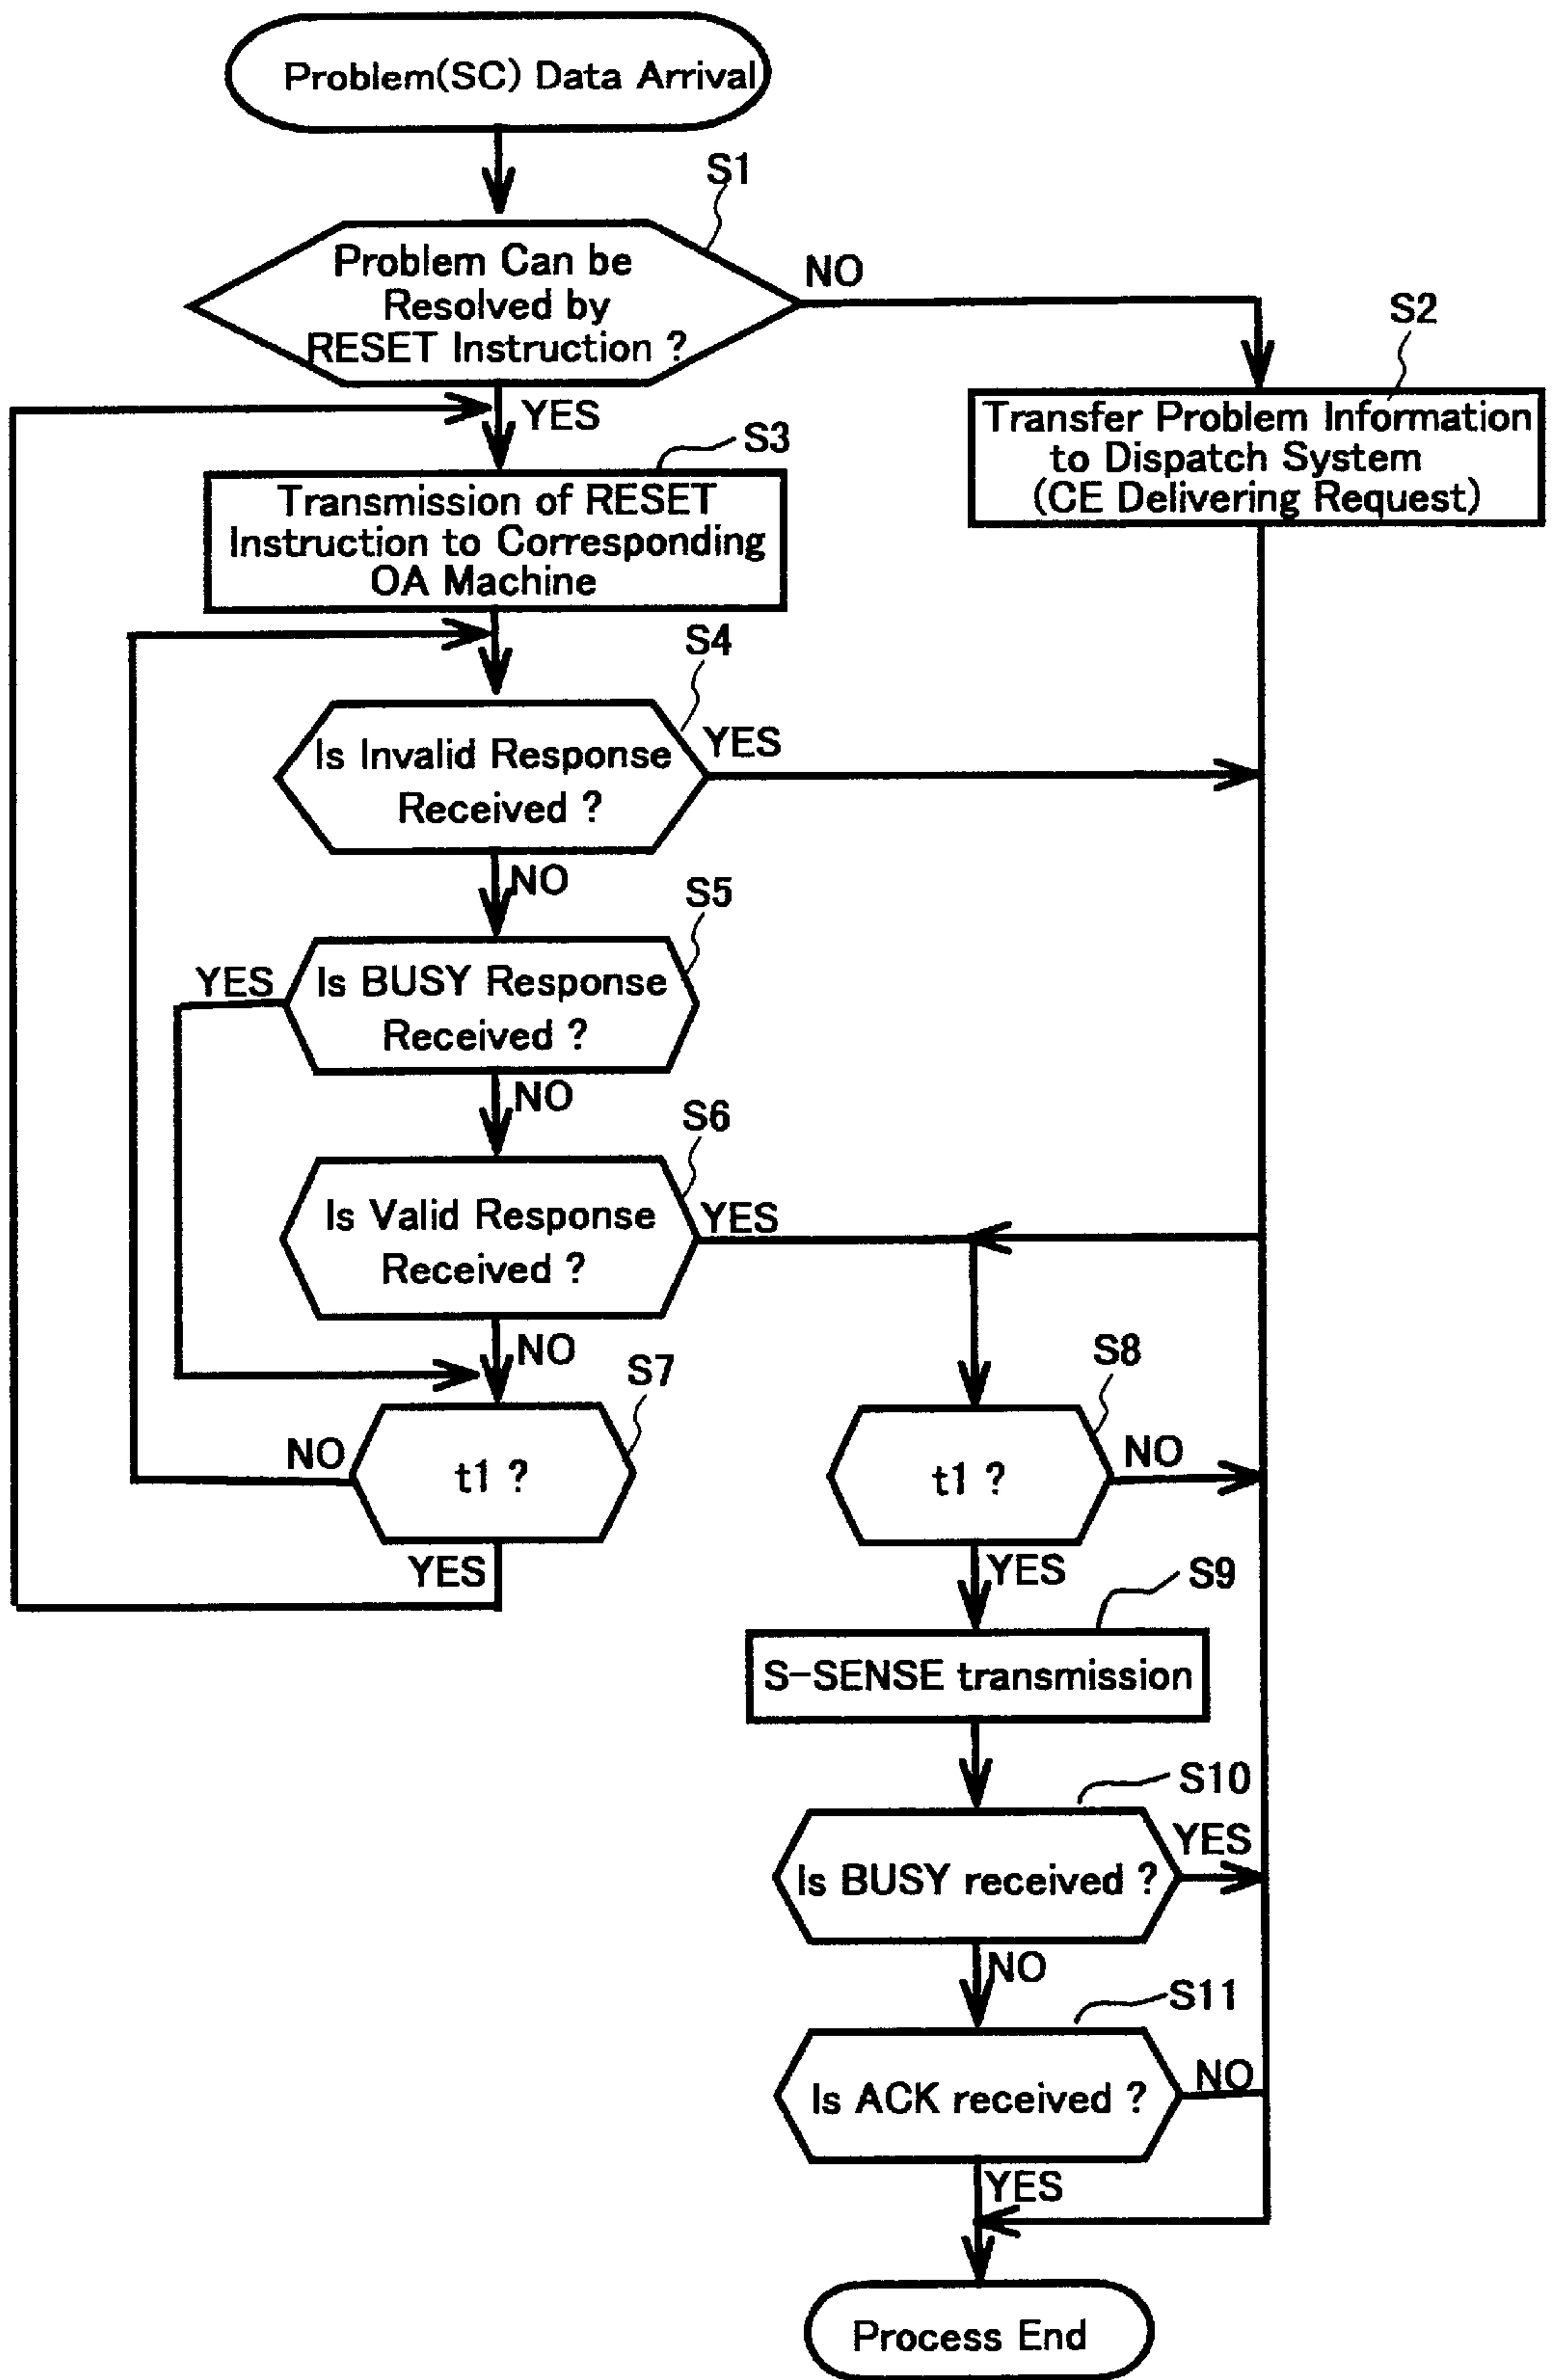 Problem(SC) Data Arrival
S1
Problem Can be
Resolved by
RESET Instruction ?
NO
S2
Transfer Problem Information
to Dispatch System
(CE Delivering Request)
YES
S3
Transmission of RESET
Instruction to Corresponding
OA Machine
S4
Is Invalid Response
Received ?
YES
NO
S5
Is BUSY Response
Received ?
YES
NO
S6
Is Valid Response
Received ?
YES
NO
S7
t1 ?
NO
YES
S8
t1 ?
NO
YES
S9
S-SENSE transmission
S10
Is BUSY received ?
YES
NO
S11
Is ACK received ?
NO
YES
Process End